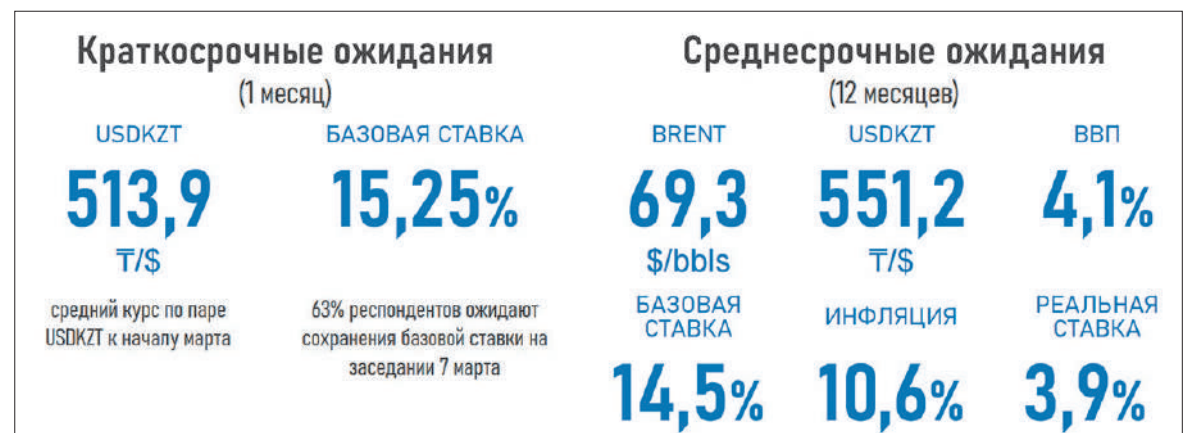 Краткосрочные ожидания
(1 месяц)
USDKZT
513,9
₸/$
средний курс по паре
USDKZT к началу марта
БАЗОВАЯ СТАВКА
15,25%
63% респондентов ожидают
сохранения базовой ставки на
заседании 7 марта
Среднесрочные ожидания
(12 месяцев)
BRENT
69,3
$/bbls
USDKZT
551,2
₸/$
ВВП
4,1%
БАЗОВАЯ
СТАВКА
14,5%
ИНФЛЯЦИЯ
10,6%
РЕАЛЬНАЯ
СТАВКА
3,9%